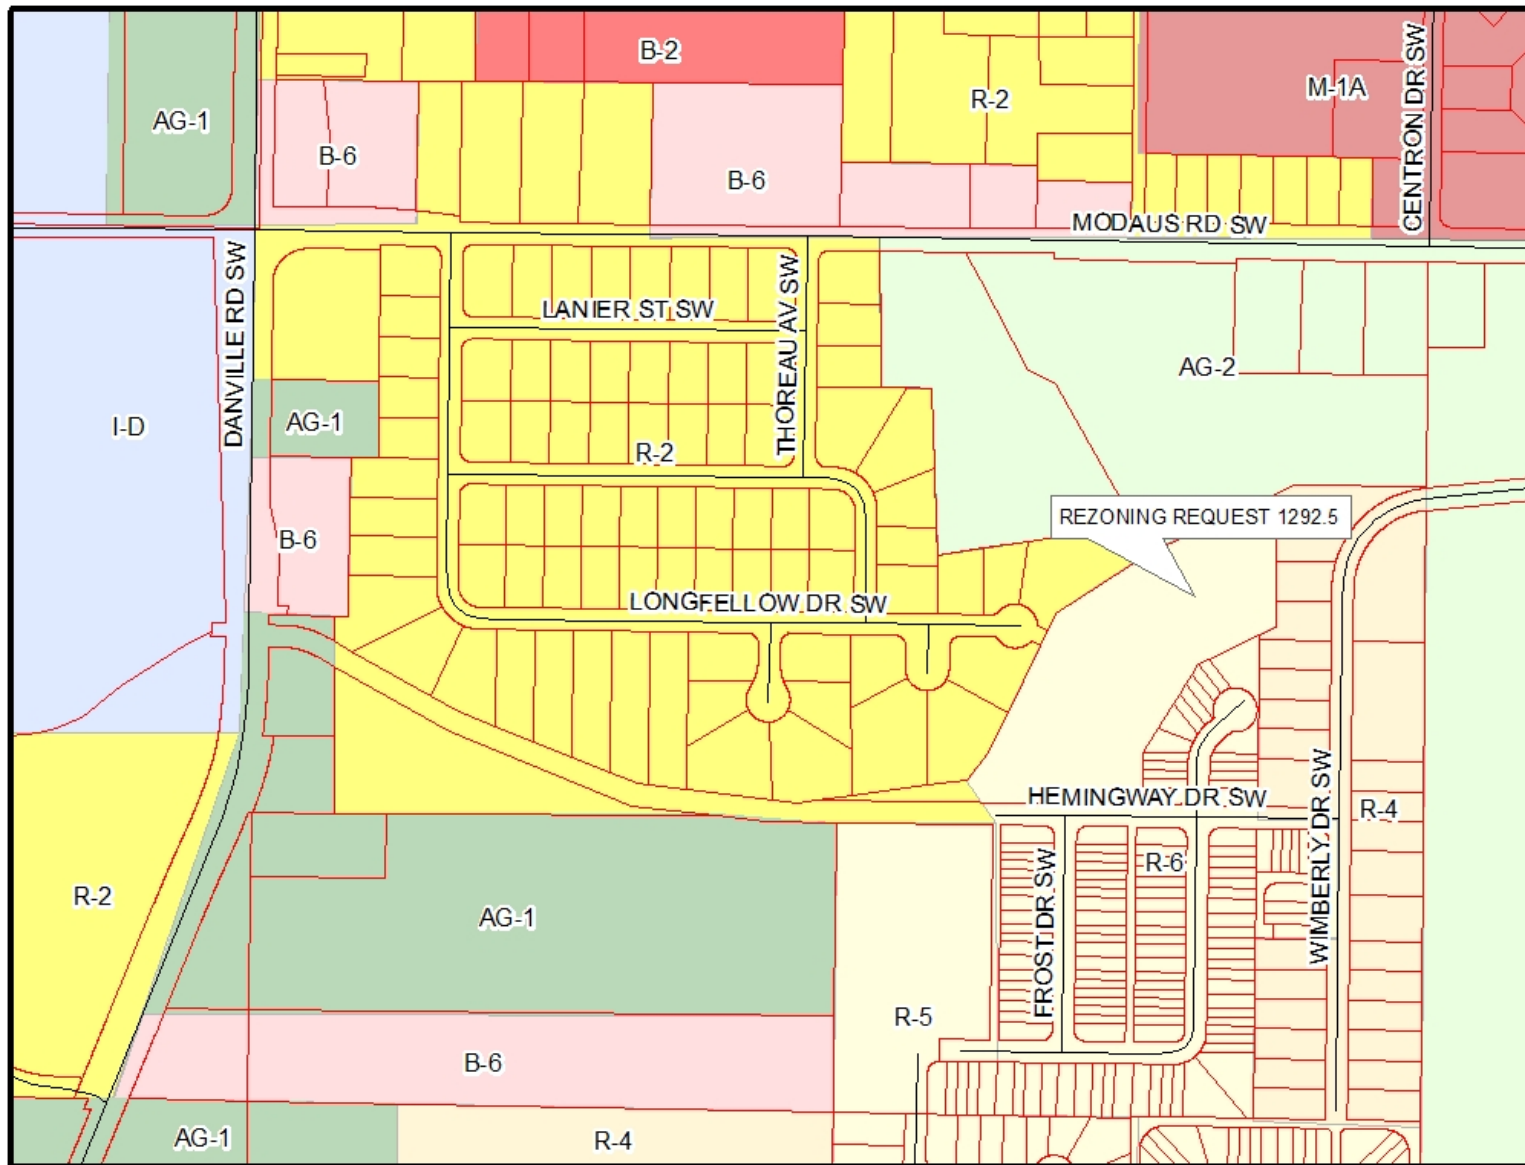 B-2
CENTRON DR SW
M-1A
R-2
AG-1
B-6
B-6
MODAUS RD SW
DANVILLE RD SW
LANIER ST SW
THOREAU AV SW
AG-2
AG-1
I-D
R-2
REZONING REQUEST 1292.5
B-6
LONGFELLOW DR SW
HEMINGWAY DR SW
WIMBERLY DR SW
R-4
R-6
FROST DR SW
R-2
AG-1
R-5
B-6
AG-1
R-4